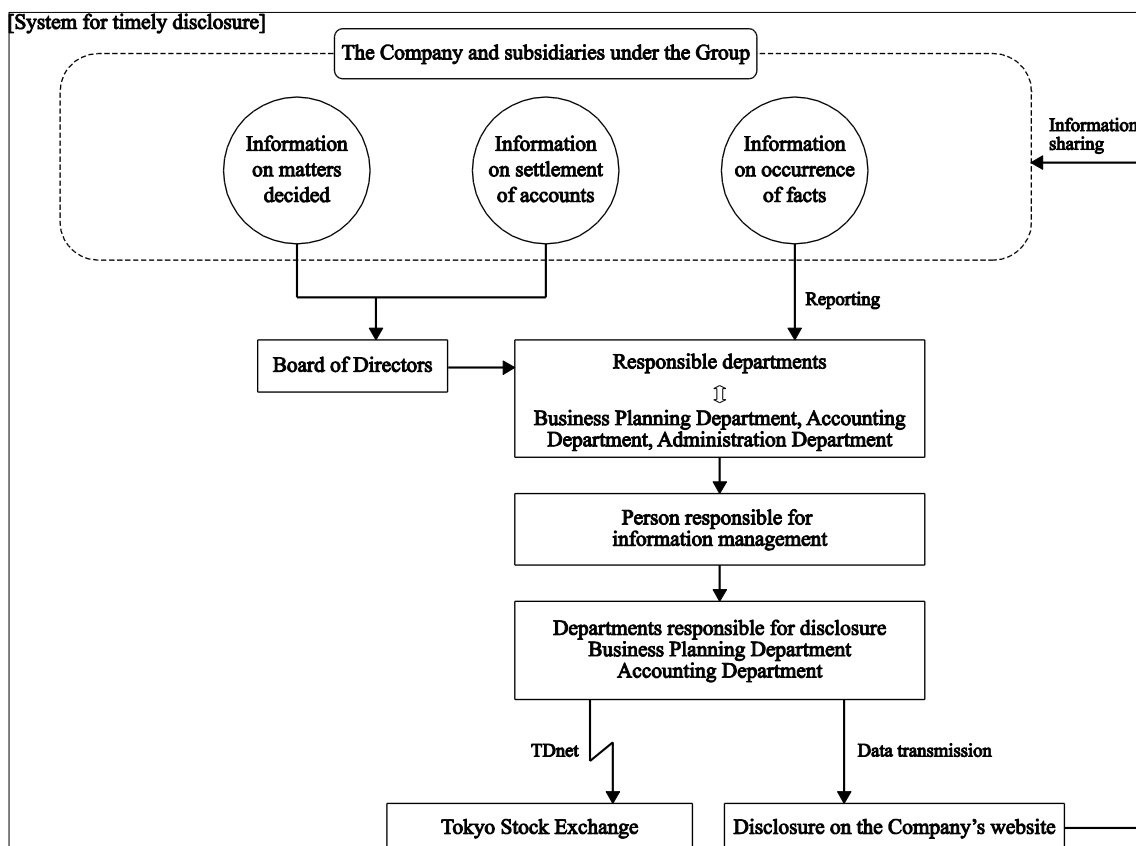 [System for timely disclosure]
The Company and subsidiaries under the Group
Information
on matters
decided
Information
on settlement
of accounts
Information
on occurrence
of facts
Information
sharing
Reporting
Board of Directors
Responsible departments
⇕
Business Planning Department, Accounting
Department, Administration Department
Person responsible for
information management
Departments responsible for disclosure
Business Planning Department
Accounting Department
TDnet
Data transmission
Tokyo Stock Exchange
Disclosure on the Company’s website